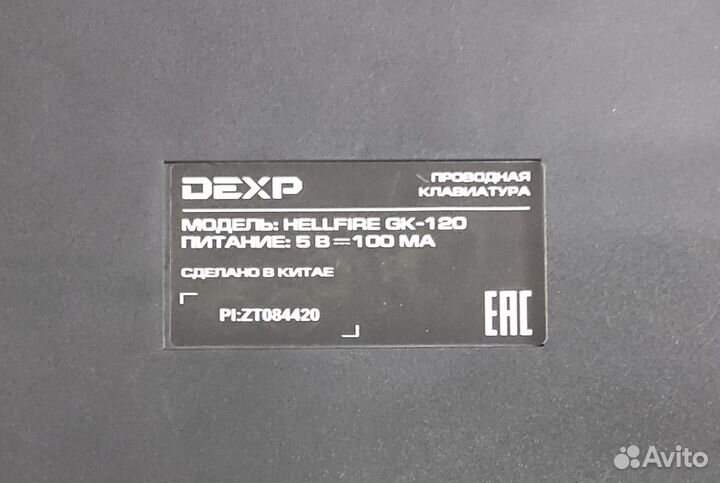 DEXP
ПРОВОДНАЯ
КЛАВИАТУРА
МОДЕЛЬ: HELLFIRE GK-120
ПИТАНИЕ: 5 В⎓100 МА
СДЕЛАНО В КИТАЕ
PI:ZT084420
EAC
Avito